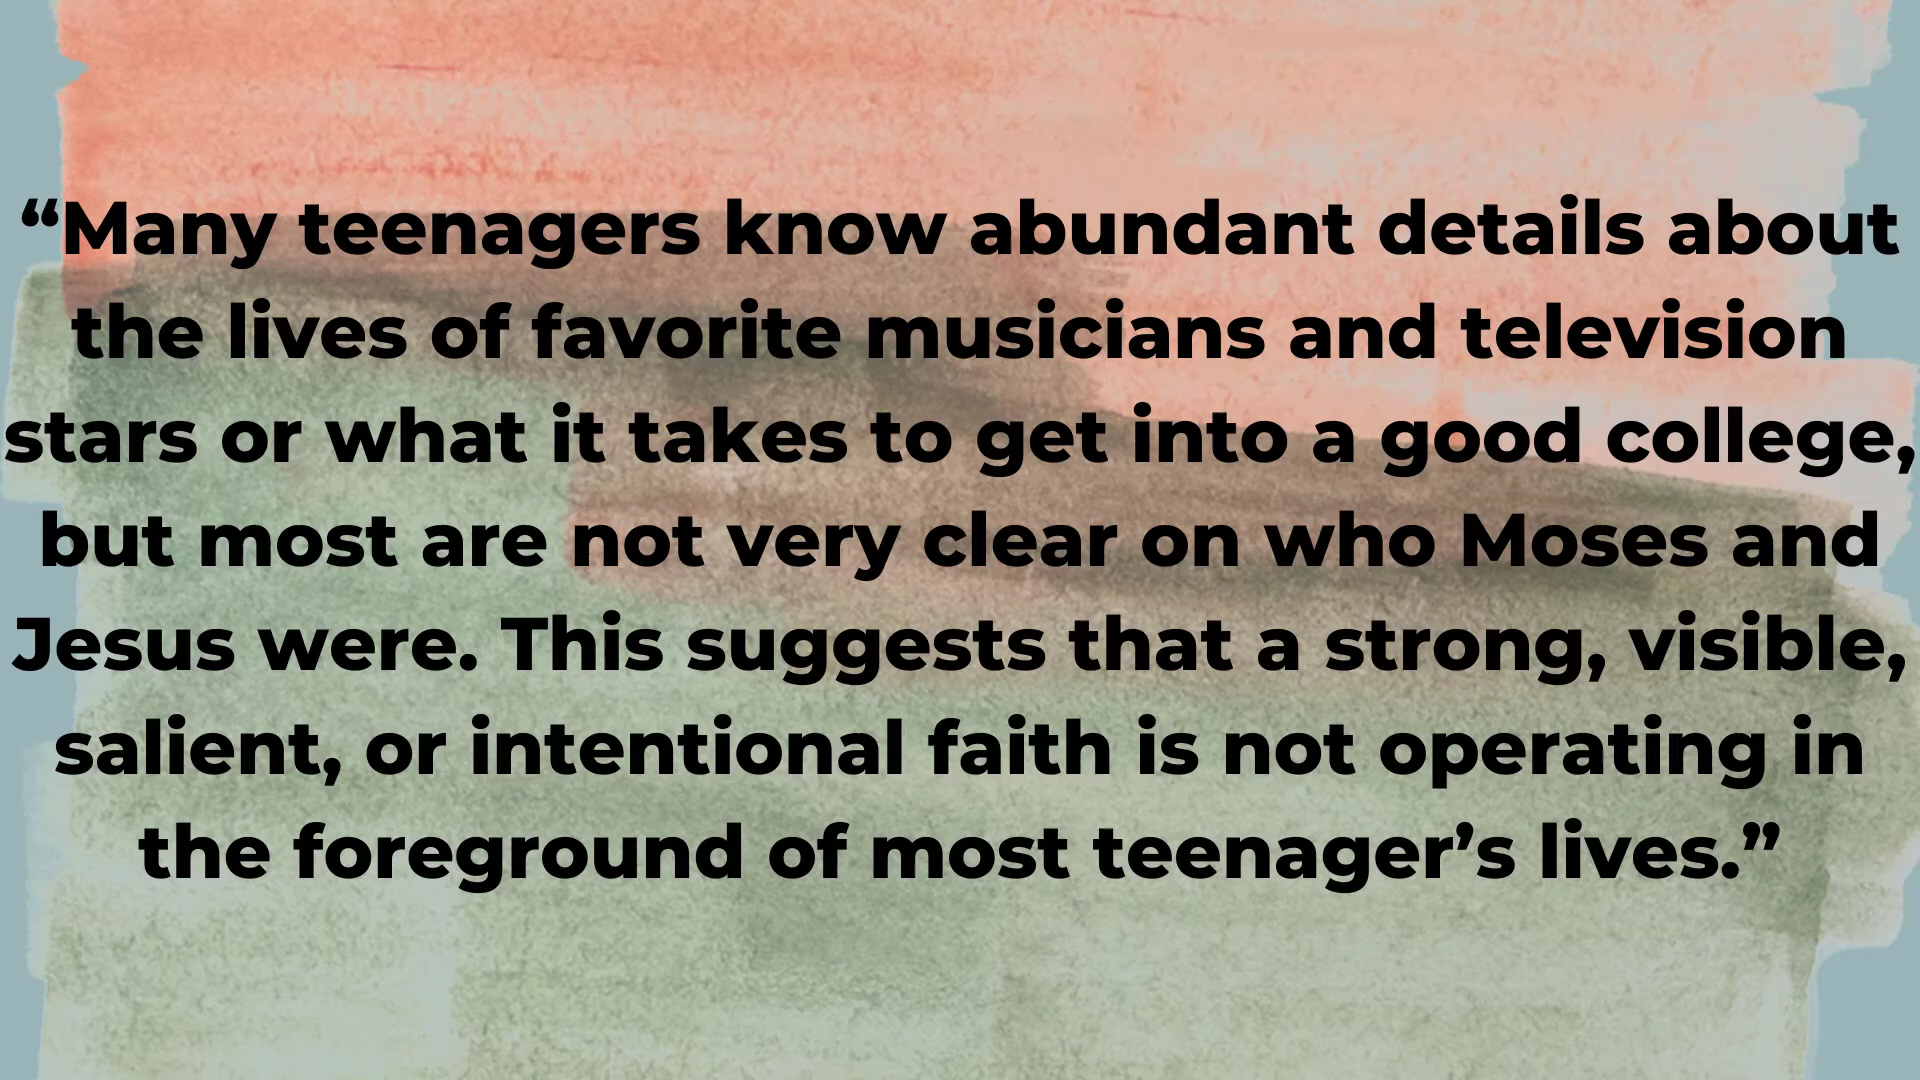 “Many teenagers know abundant details about
the lives of favorite musicians and television
stars or what it takes to get into a good college,
but most are not very clear on who Moses and
Jesus were. This suggests that a strong, visible,
salient, or intentional faith is not operating in
the foreground of most teenager’s lives.”